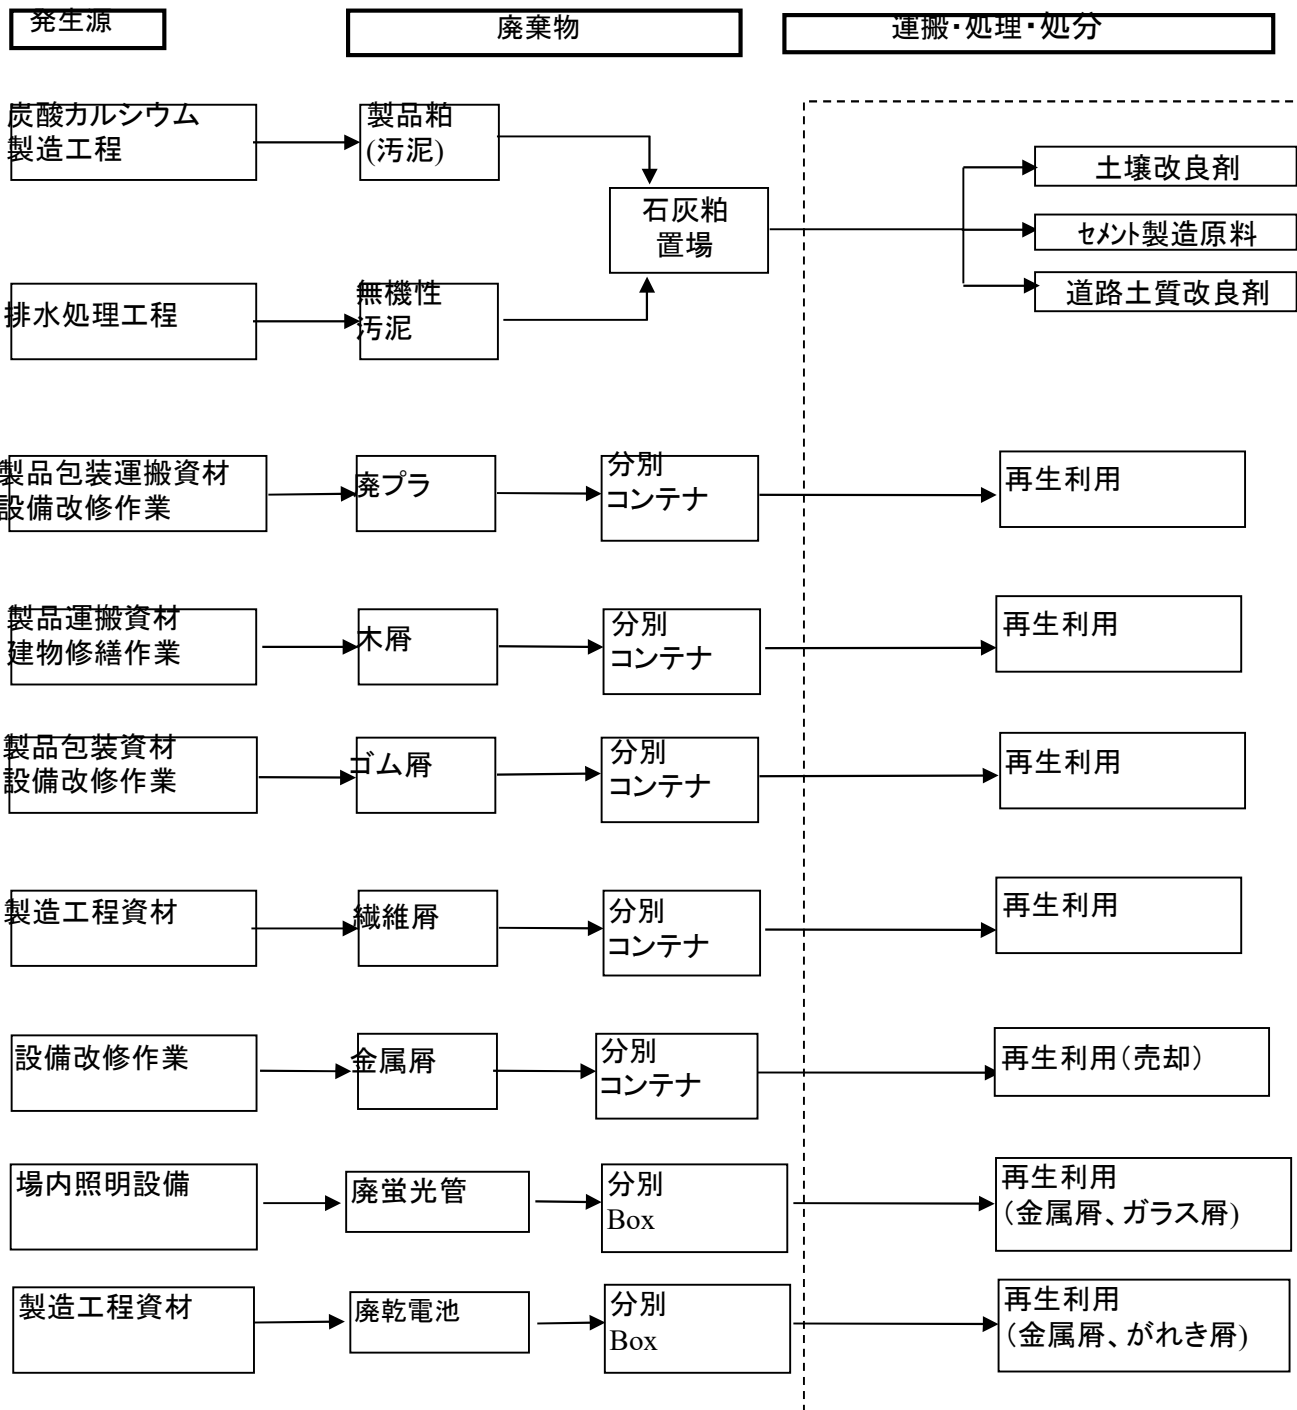 発生源
廃棄物
運搬・処理・処分
炭酸カルシウム
製造工程
製品粕
(汚泥)
石灰粕
置場
土壌改良剤
セメント製造原料
道路土質改良剤
排水処理工程
無機性
汚泥
製品包装運搬資材
設備改修作業
廃プラ
分別
コンテナ
再生利用
製品運搬資材
建物修繕作業
木屑
分別
コンテナ
再生利用
製品包装資材
設備改修作業
ゴム屑
分別
コンテナ
再生利用
製造工程資材
繊維屑
分別
コンテナ
再生利用
設備改修作業
金属屑
分別
コンテナ
再生利用（売却）
場内照明設備
廃蛍光管
分別
Box
再生利用
（金属屑、ガラス屑)
製造工程資材
廃乾電池
分別
Box
再生利用
（金属屑、がれき屑)